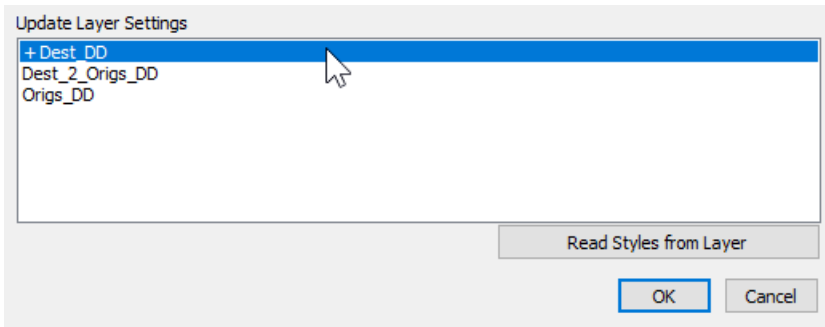 Update Layer Settings
+ Dest_DD
Dest_2_Origs_DD
Origs_DD
Read Styles from Layer
OK Cancel